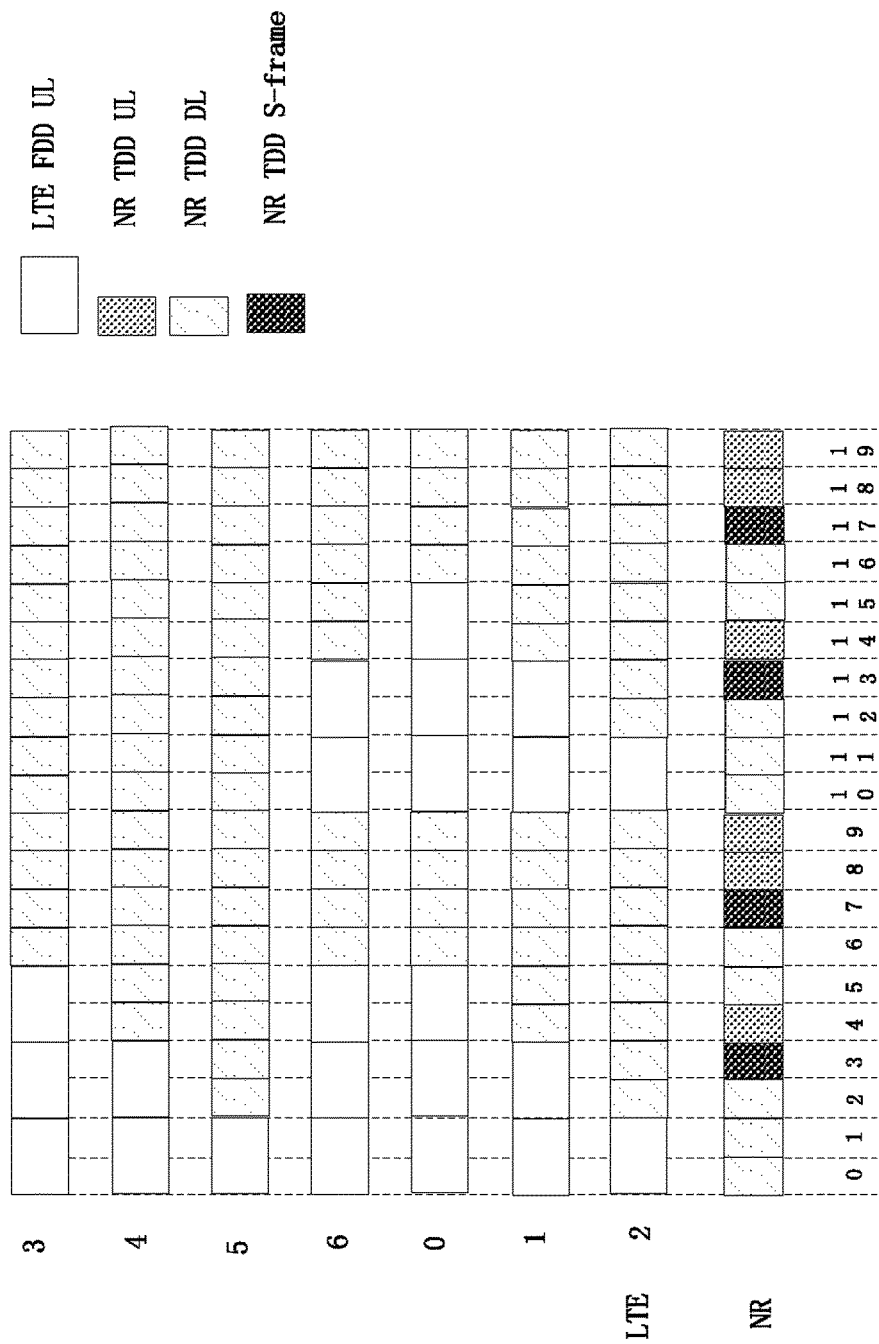 LTE FDD UL
NR TDD UL
NR TDD DL
NR TDD S-frame
3
4
5
6
0
1
LTE 2
NR
0 1 2 3 4 5 6 7 8 9 10 11 12 13 14 15 16 17 18 19